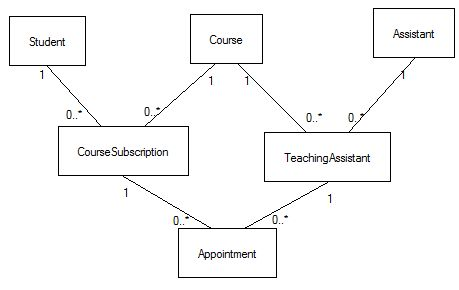 Student
Course
Assistant
1
1
1
1
0..*
0..*
0..*
0..*
CourseSubscription
TeachingAssistant
1
1
0..*
0..*
Appointment